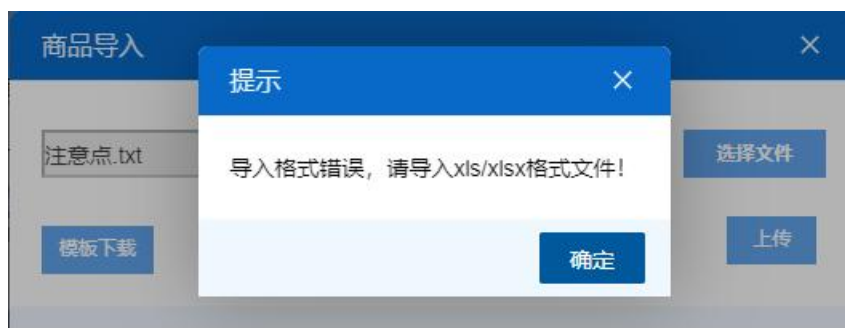 商品导入
提示
注意点.txt
导入格式错误，请导入xls/xlsx格式文件！
选择文件
模板下载
上传
确定